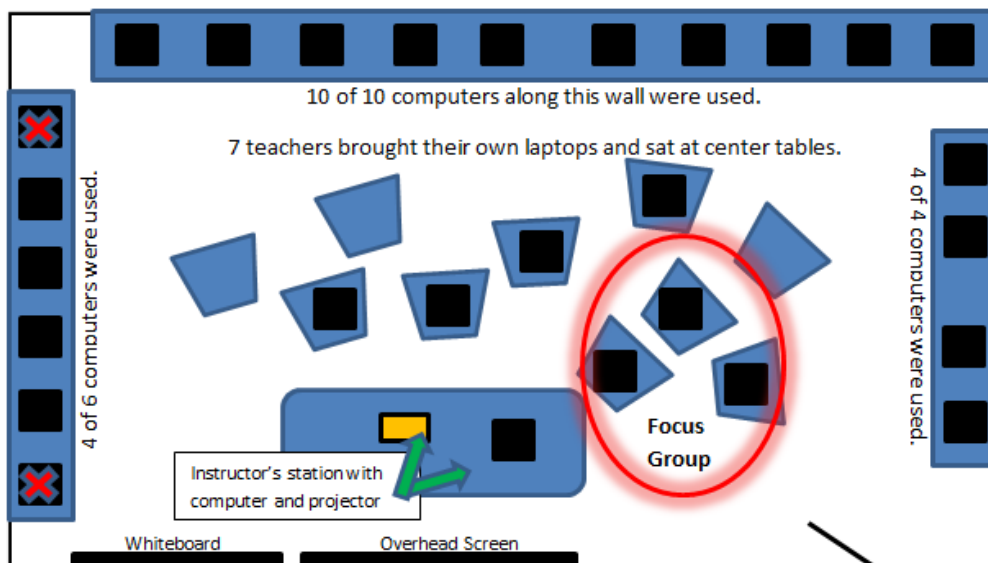 10 of 10 computers along this wall were used.
7 teachers brought their own laptops and sat at center tables.
4 of 6 computers were used.
4 of 4 computers were used.
Focus
Group
Instructor's station with
computer and projector
Whiteboard
Overhead Screen